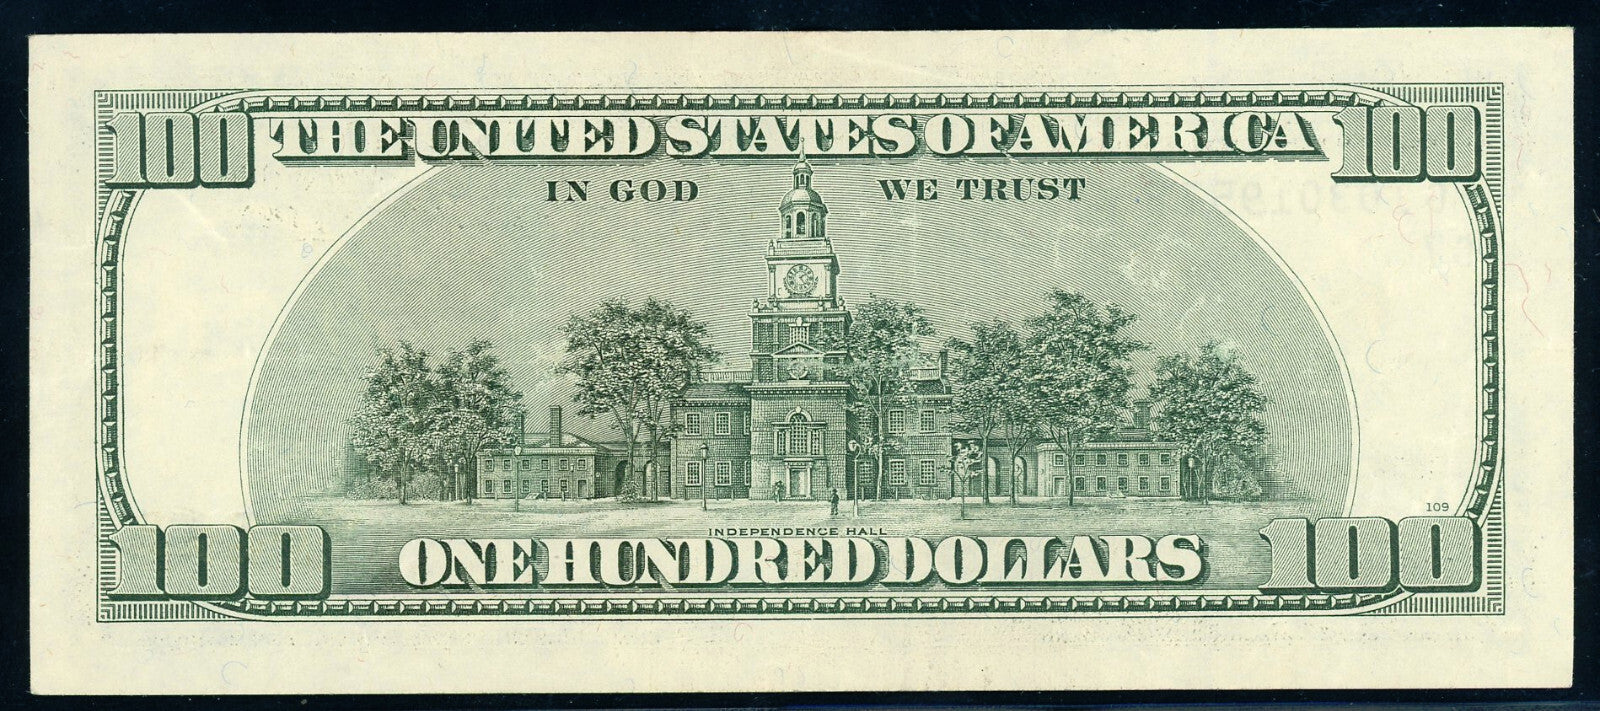 100 THE UNITED STATES OF AMERICA 100
IN GOD WE TRUST
109
INDEPENDENCE HALL
100 ONE HUNDRED DOLLARS 100